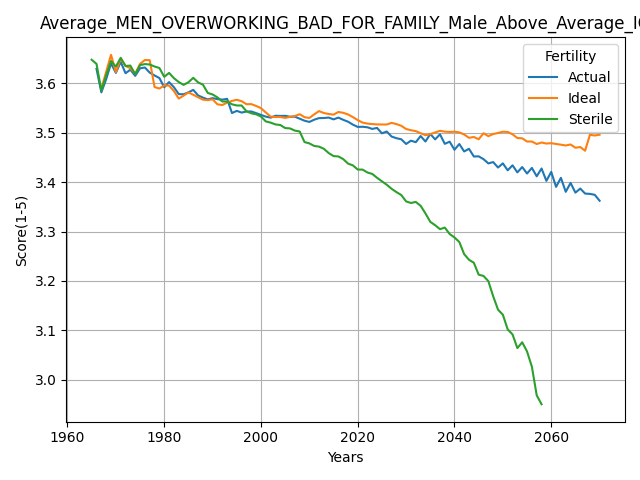 Average_MEN_OVERWORKING_BAD_FOR_FAMILY_Male_Above_Average_I
Fertility
Actual
Ideal
Sterile
Score(1-5)
3.6
3.5
3.4
3.3
3.2
3.1
3.0
1960
1980
2000
2020
2040
2060
Years